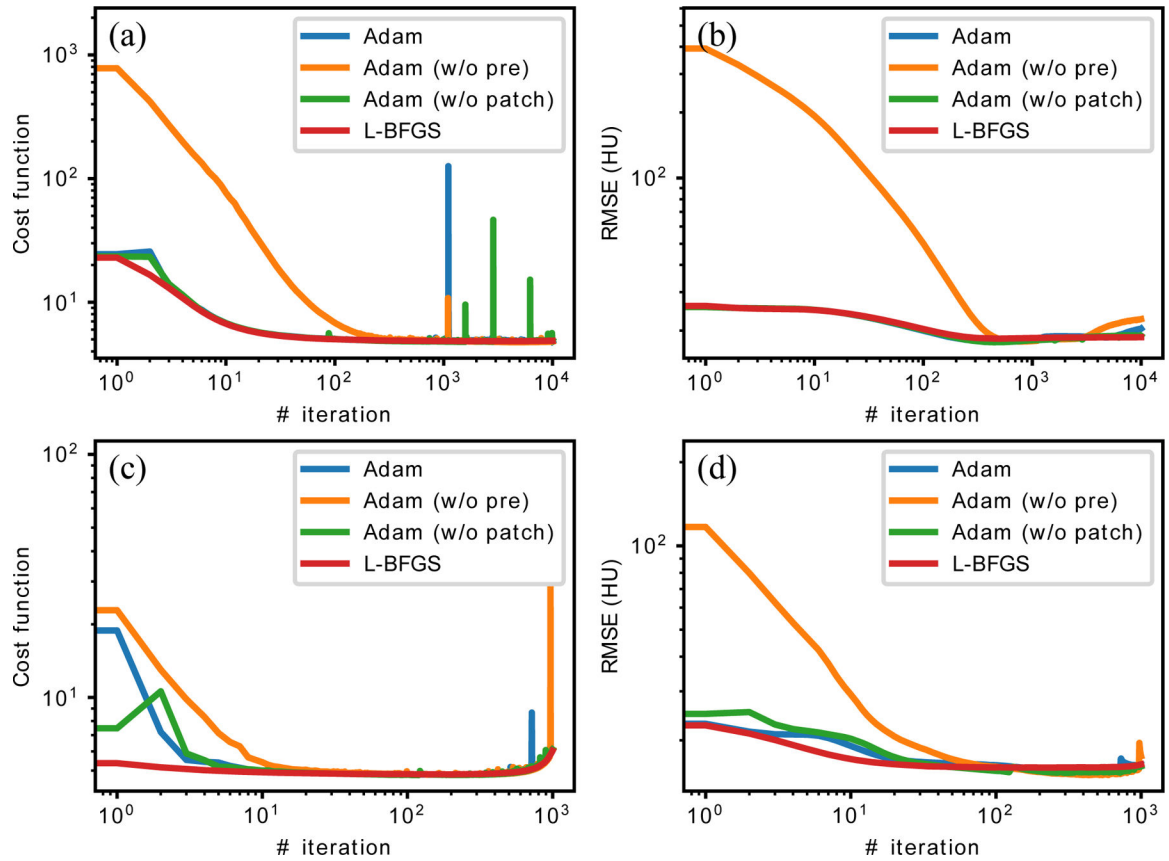 (a)
Adam
Adam (w/o pre)
Adam (w/o patch)
L-BFGS
Cost function
10³
10²
10¹
10⁰ 10¹ 10² 10³ 10⁴
# iteration
(b)
Adam
Adam (w/o pre)
Adam (w/o patch)
L-BFGS
RMSE (HU)
10²
10⁰ 10¹ 10² 10³ 10⁴
# iteration
(c)
Adam
Adam (w/o pre)
Adam (w/o patch)
L-BFGS
Cost function
10²
10¹
10⁰ 10¹ 10² 10³
# iteration
(d)
Adam
Adam (w/o pre)
Adam (w/o patch)
L-BFGS
RMSE (HU)
10²
10⁰ 10¹ 10² 10³
# iteration